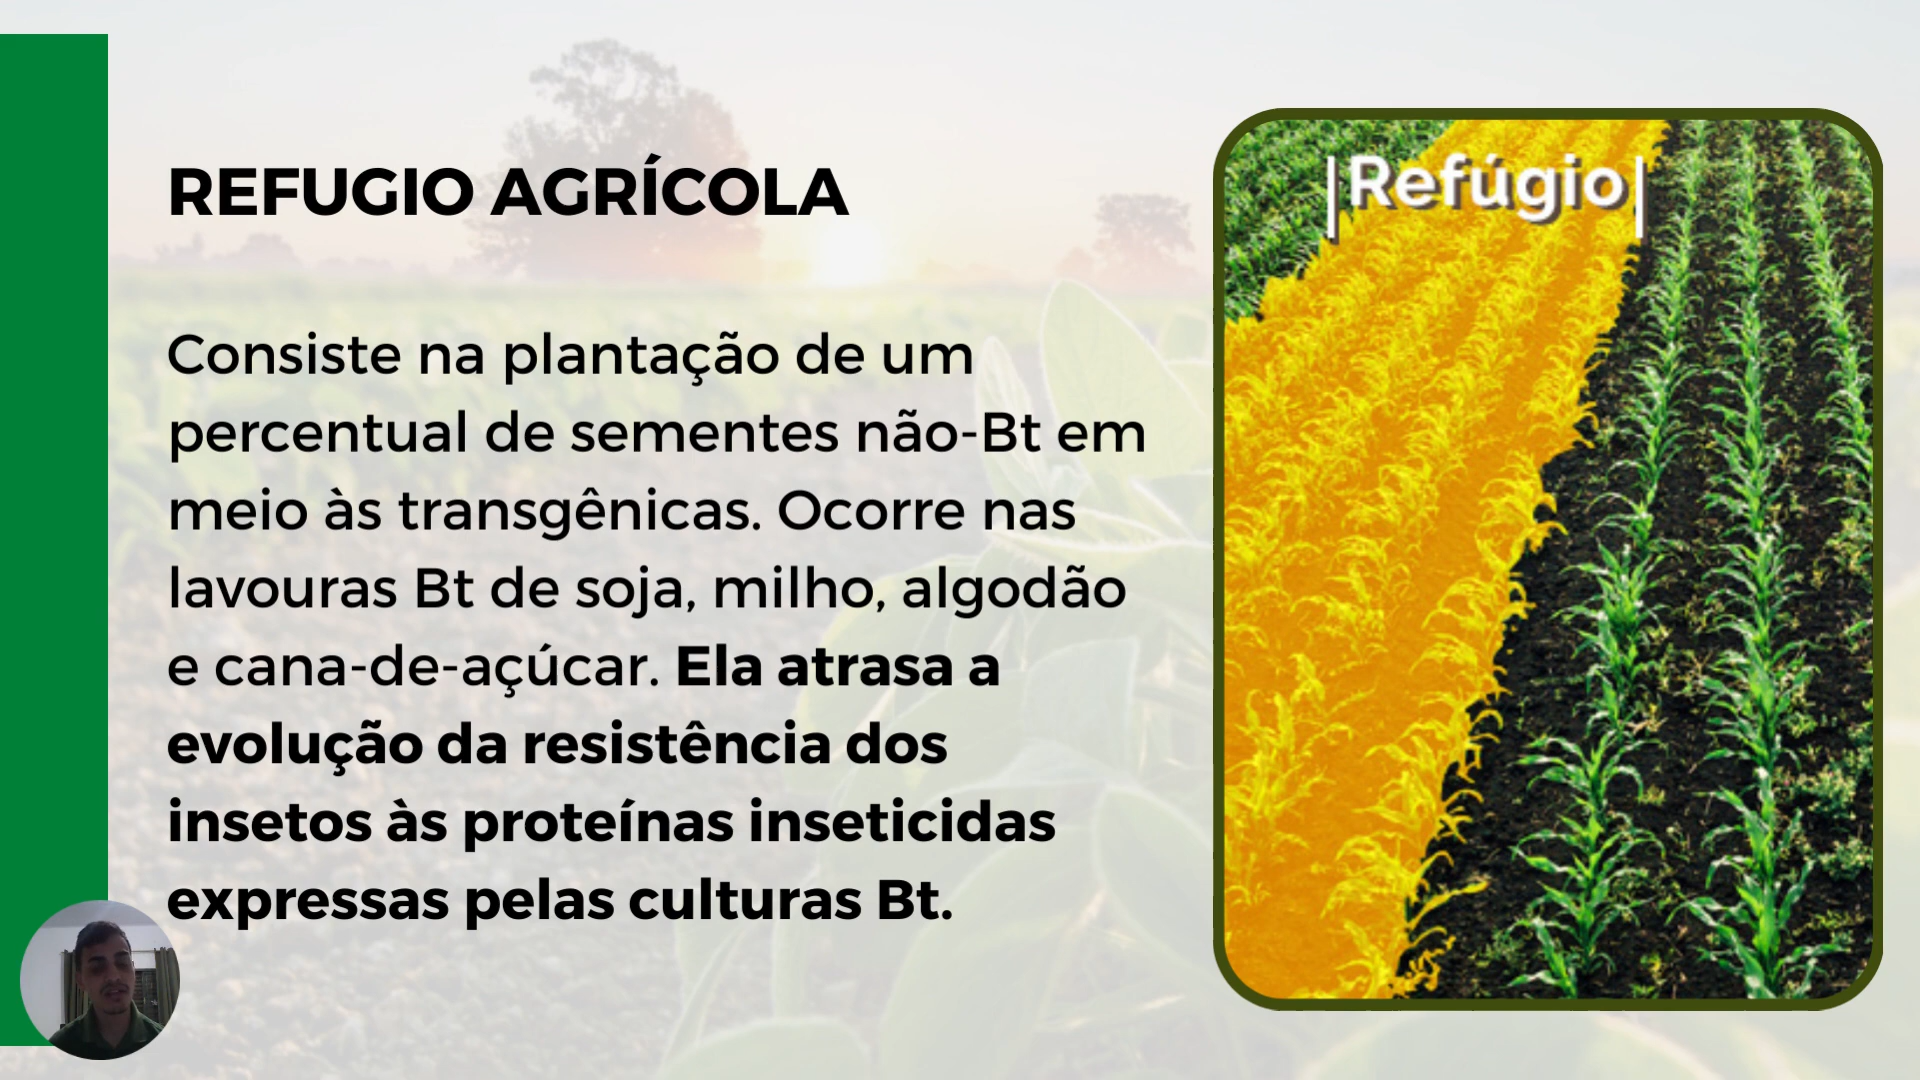 REFUGIO AGRÍCOLA
Consiste na plantação de um
percentual de sementes não-Bt em
meio às transgênicas. Ocorre nas
lavouras Bt de soja, milho, algodão
e cana-de-açúcar. Ela atrasa a
evolução da resistência dos
insetos às proteínas inseticidas
expressas pelas culturas Bt.
|Refúgio|